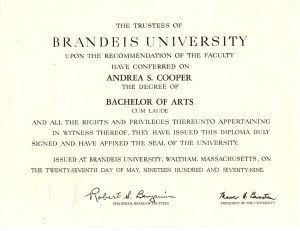 THE TRUSTEES OF
BRANDEIS UNIVERSITY
UPON THE RECOMMENDATION OF THE FACULTY
HAVE CONFERRED ON
ANDREA S. COOPER
THE DEGREE OF
BACHELOR OF ARTS
CUM LAUDE
AND ALL THE RIGHTS AND PRIVILEGES THEREUNTO APPERTAINING
IN WITNESS THEREOF, THEY HAVE ISSUED THIS DIPLOMA DULY
SIGNED AND HAVE AFFIXED THE SEAL OF THE UNIVERSITY.
ISSUED AT BRANDEIS UNIVERSITY, WALTHAM, MASSACHUSETTS, ON
THE TWENTY-SEVENTH DAY OF MAY, NINETEEN HUNDRED AND SEVENTY-NINE.
Robert S.
CHAIRMAN, BOARD OF TRUSTEES
PRESIDENT OF THE UNIVERSITY